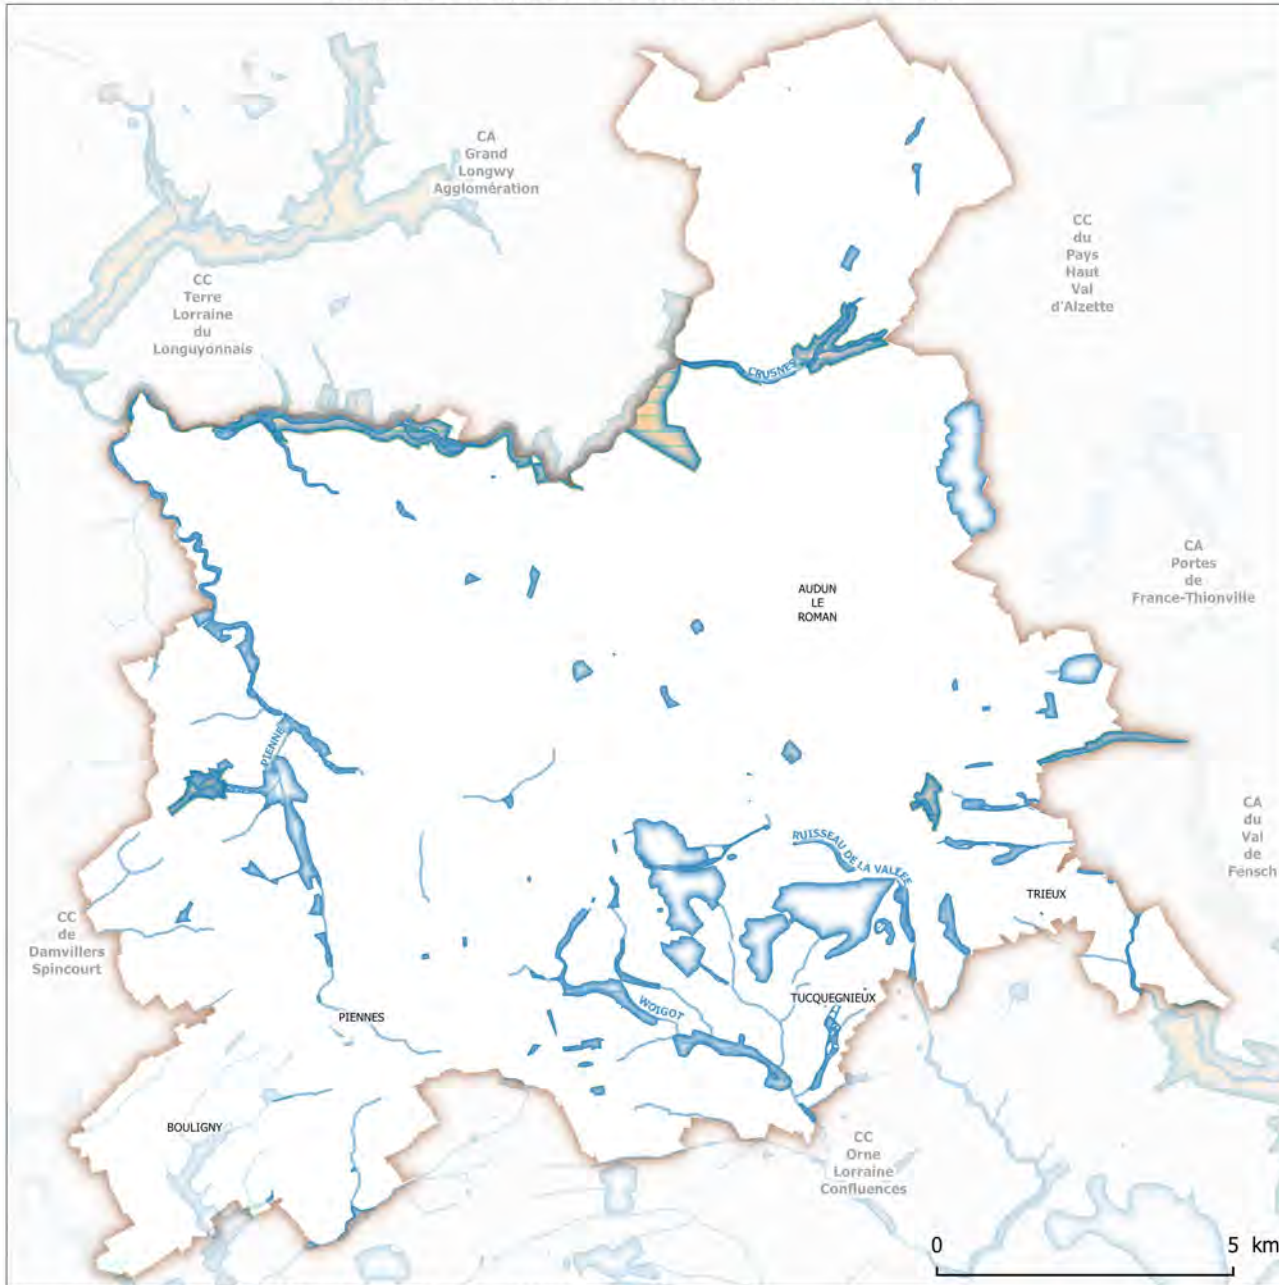 CA
Grand
Longwy
Agglomération
CC
du
Pays
Haut
Val
d'Alzette
CC
Terre
Lorraine
du
Longuyonnais
CRUSNES
CA
Portes
de
France-Thionville
AUDUN
LE
ROMAN
PIENNE
CA
du
Val
de
Fensch
RUISSEAU DE LA VALLÉE
TRIEUX
CC
de
Damvillers
Spincourt
TUCQUEGNIEUX
WOIGOT
PIENNES
BOULIGNY
CC
Orne
Lorraine
Confluences
0 5 km